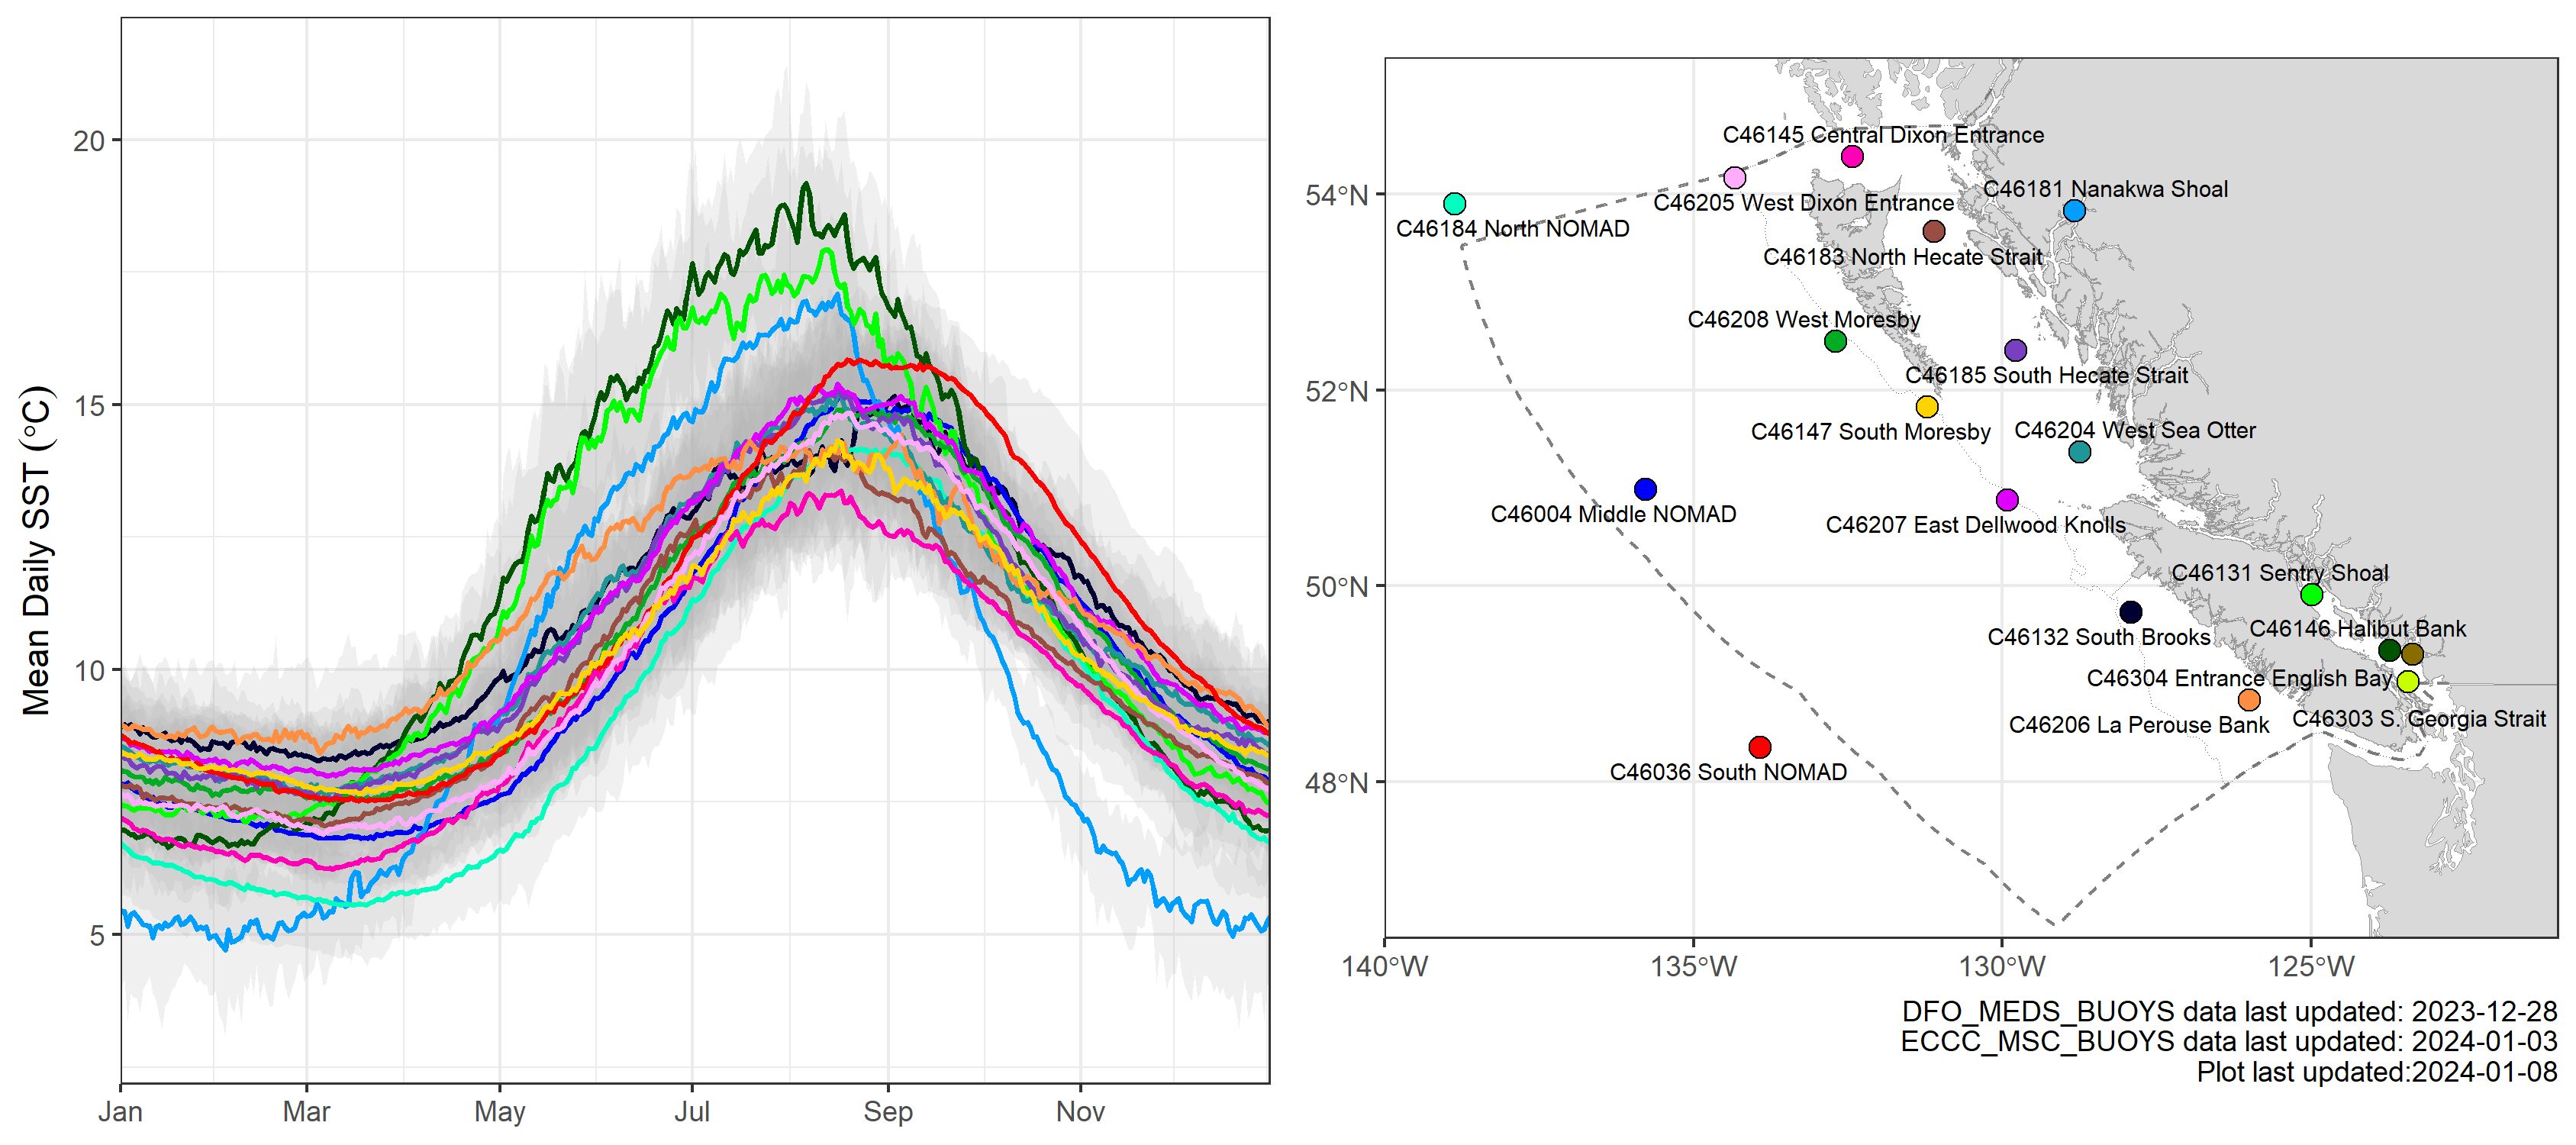 Mean Daily SST (°C)
20
15
10
5
Jan
Mar
May
Jul
Sep
Nov
54°N
52°N
50°N
48°N
140°W
135°W
130°W
125°W
C46145 Central Dixon Entrance
C46205 West Dixon Entrance
C46181 Nanakwa Shoal
C46184 North NOMAD
C46183 North Hecate Strait
C46208 West Moresby
C46185 South Hecate Strait
C46147 South Moresby
C46204 West Sea Otter
C46004 Middle NOMAD
C46207 East Dellwood Knolls
C46131 Sentry Shoal
C46132 South Brooks
C46146 Halibut Bank
C46304 Entrance English Bay
C46206 La Perouse Bank
C46303 S. Georgia Strait
C46036 South NOMAD
DFO_MEDS_BUOYS data last updated: 2023-12-28
ECCC_MSC_BUOYS data last updated: 2024-01-03
Plot last updated:2024-01-08